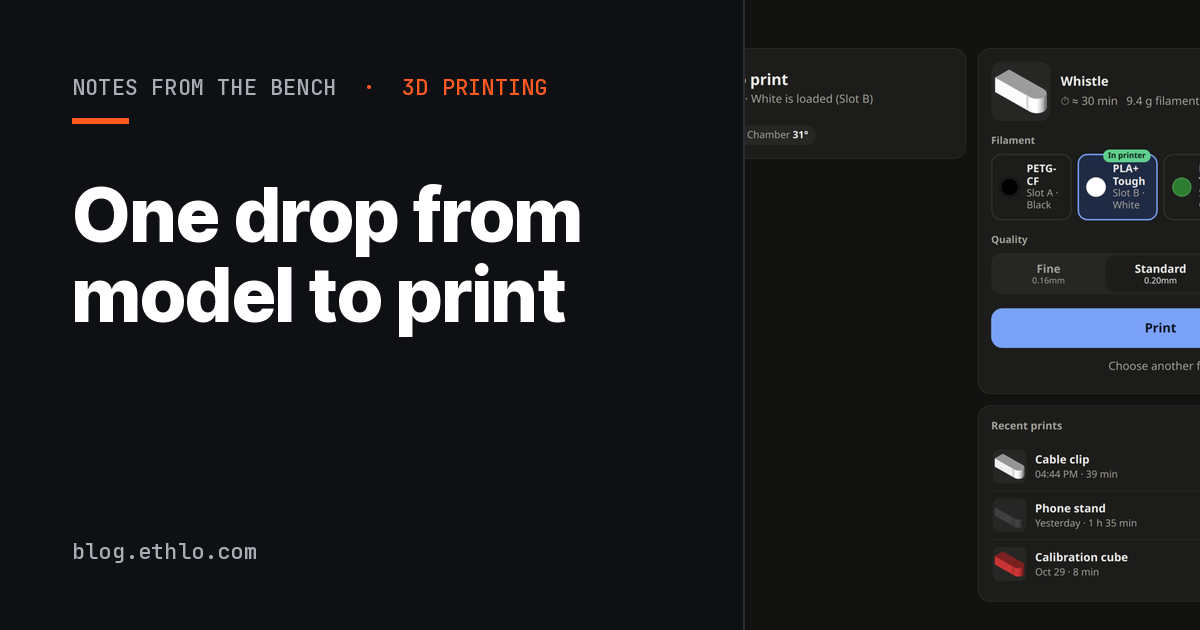 NOTES FROM THE BENCH · 3D PRINTING
One drop from
model to print
blog.ethlo.com
print
· White is loaded (Slot B)
Chamber 31°
Whistle
≈ 30 min 9.4 g filament
Filament
PETG-
CF
Slot A ·
Black
In printer
PLA+
Tough
Slot B ·
White
Quality
Fine
0.16mm
Standard
0.20mm
Print
Choose another
Recent prints
Cable clip
04:44 PM · 39 min
Phone stand
Yesterday · 1 h 35 min
Calibration cube
Oct 29 · 8 min